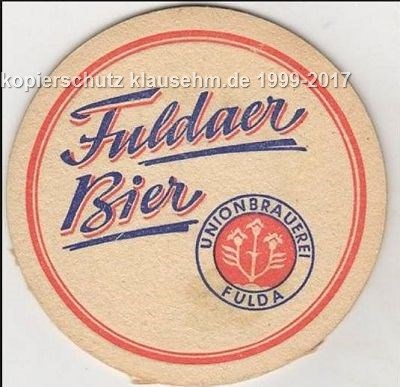 kopierschutz klausehm.de 1999-2017
Fuldaer
Bier
UNIONBRAUEREI
FULDA